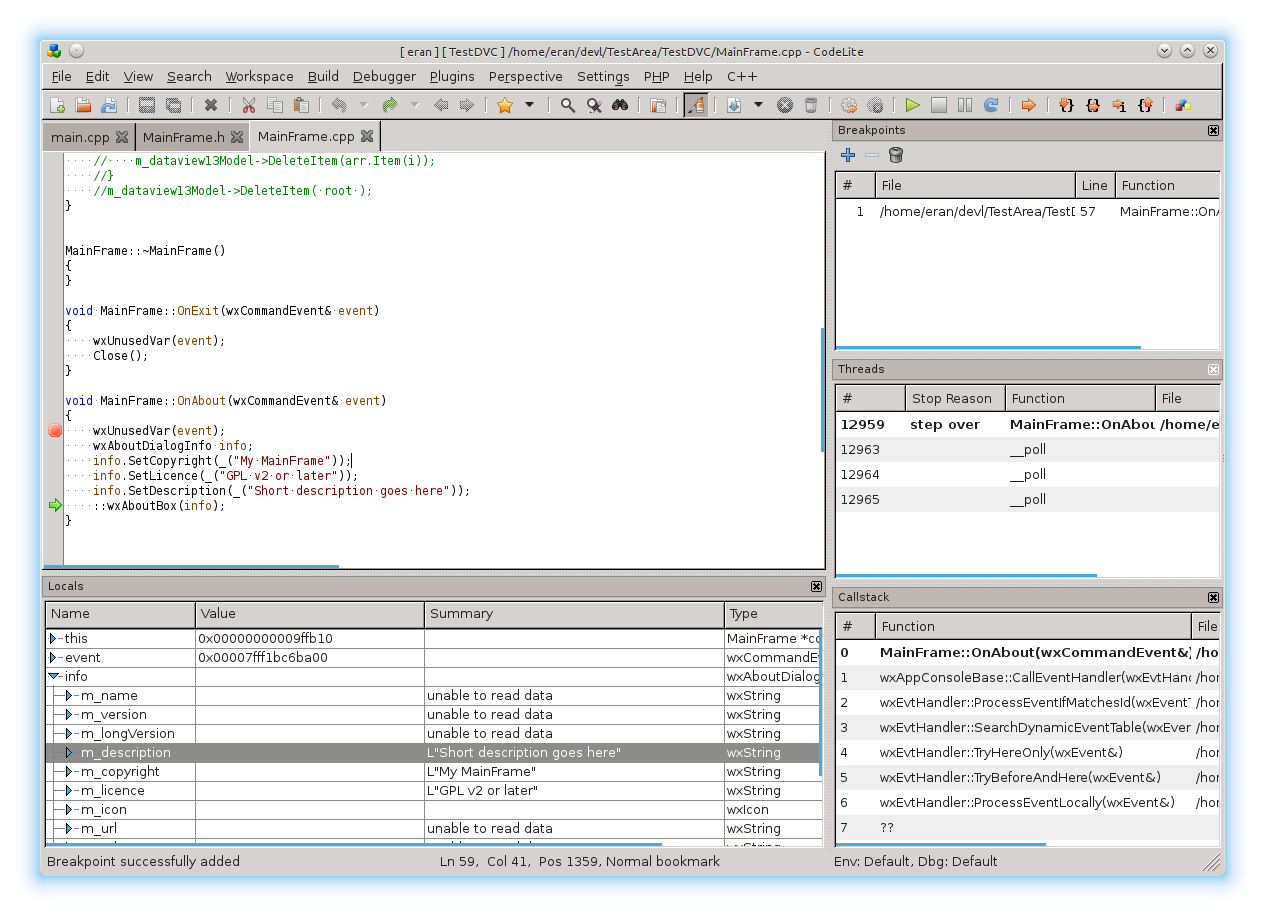 [ eran ] [ TestDVC ] /home/eran/devl/TestArea/TestDVC/MainFrame.cpp - CodeLite
File Edit View Search Workspace Build Debugger Plugins Perspective Settings PHP Help C++
main.cpp MainFrame.h MainFrame.cpp
//····m_dataview13Model->DeleteItem(arr.Item(i));
//}
//m_dataview13Model->DeleteItem(·root·);
}
MainFrame::~MainFrame()
{
}
void·MainFrame::OnExit(wxCommandEvent&·event)
{
····wxUnusedVar(event);
····Close();
}
void·MainFrame::OnAbout(wxCommandEvent&·event)
{
····wxUnusedVar(event);
····wxAboutDialogInfo·info;
····info.SetCopyright(_("My·MainFrame"));
····info.SetLicence(_("GPL·v2·or·later"));
····info.SetDescription(_("Short·description·goes·here"));
····::wxAboutBox(info);
}
Breakpoints
# File Line Function
1 /home/eran/devl/TestArea/TestD 57 MainFrame::OnA
Threads
# Stop Reason Function File
12959 step over MainFrame::OnAbou /home/e
12963 __poll
12964 __poll
12965 __poll
Locals
Name Value Summary Type
this 0x00000000009ffb10 MainFrame *co
event 0x00007fff1bc6ba00 wxCommandE
info wxAboutDialog
m_name unable to read data wxString
m_version unable to read data wxString
m_longVersion unable to read data wxString
m_description L"Short description goes here" wxString
m_copyright L"My MainFrame" wxString
m_licence L"GPL v2 or later" wxString
m_icon wxIcon
m_url unable to read data wxString
Callstack
# Function File
0 MainFrame::OnAbout(wxCommandEvent&) /ho
1 wxAppConsoleBase::CallEventHandler(wxEvtHand /hor
2 wxEvtHandler::ProcessEventIfMatchesId(wxEvent /hor
3 wxEvtHandler::SearchDynamicEventTable(wxEver /hor
4 wxEvtHandler::TryHereOnly(wxEvent&) /hor
5 wxEvtHandler::TryBeforeAndHere(wxEvent&) /hor
6 wxEvtHandler::ProcessEventLocally(wxEvent&) /hor
7 ??
Breakpoint successfully added Ln 59, Col 41, Pos 1359, Normal bookmark Env: Default, Dbg: Default